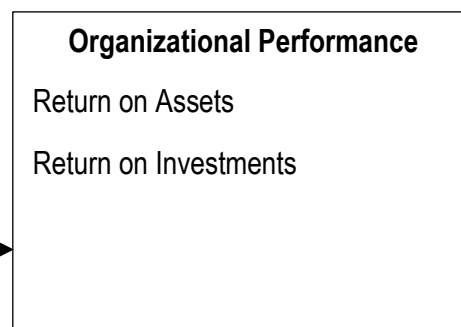 Organizational Performance
Return on Assets
Return on Investments